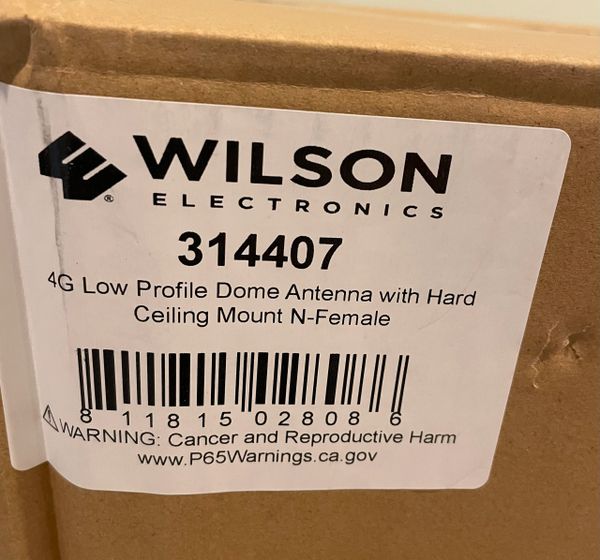 WILSON
ELECTRONICS
314407
4G Low Profile Dome Antenna with Hard
Ceiling Mount N-Female
8 11815 02808 6
WARNING: Cancer and Reproductive Harm
www.P65Warnings.ca.gov